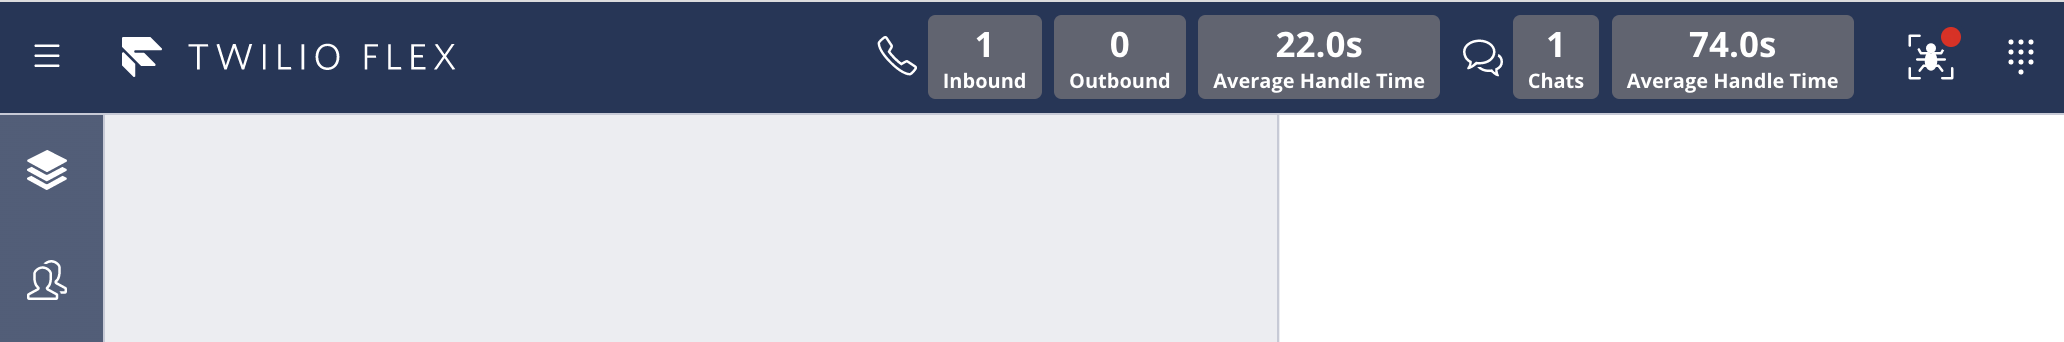 TWILIO FLEX
1
Inbound
0
Outbound
22.0s
Average Handle Time
1
Chats
74.0s
Average Handle Time